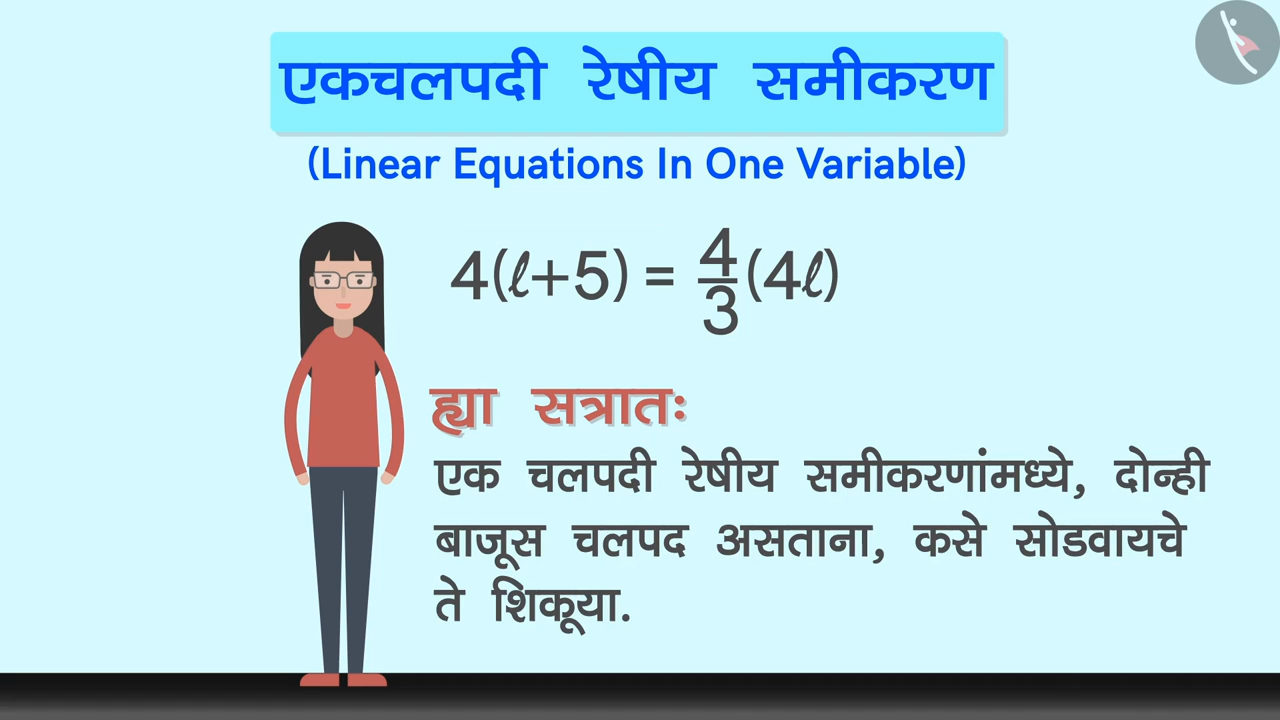 एकचलपदी रेषीय समीकरण
(Linear Equations In One Variable)
4(ℓ+5) = 4/3 (4ℓ)
ह्या सत्रातः
एक चलपदी रेषीय समीकरणांमध्ये, दोन्ही
बाजूस चलपद असताना, कसे सोडवायचे
ते शिकूया.